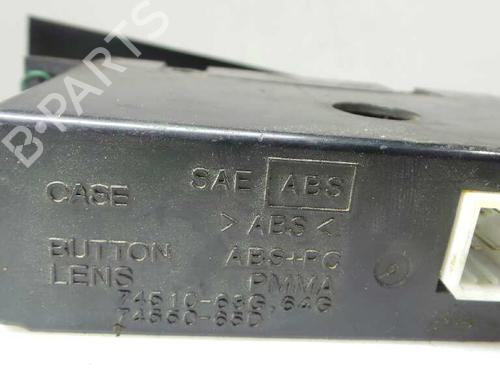 B-PARTS
CASE SAE ABS
> ABS <
BUTTON ABS+PC
LENS PMMA
74510-63G, 64G
74560-65D